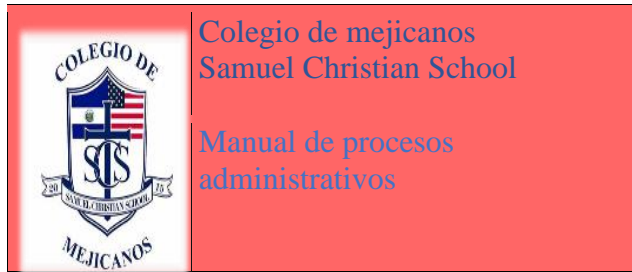 COLEGIO DE
SCS
20 15
SAMUEL CHRISTIAN SCHOOL
MEJICANOS
Colegio de mejicanos
Samuel Christian School
Manual de procesos
administrativos